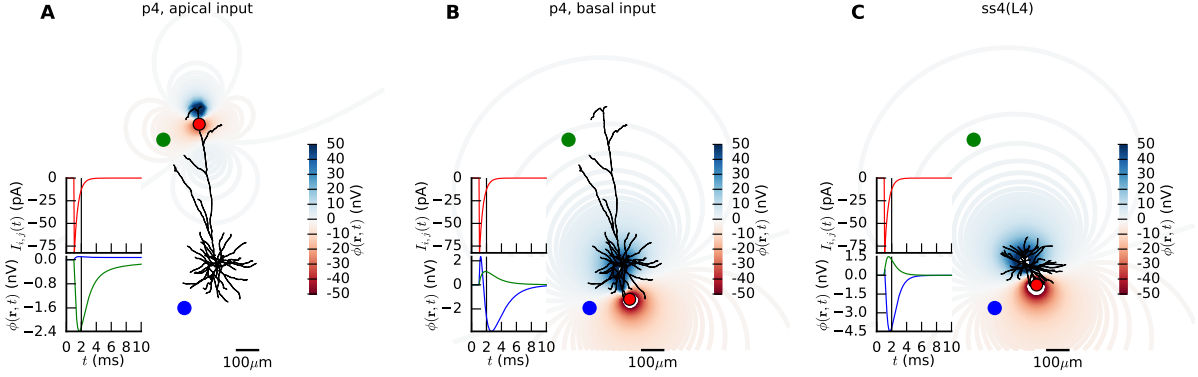 A
p4, apical input
I_{i,j}(t) (pA)
0
−25
−50
−75
ϕ(r, t) (nV)
0.0
−0.8
−1.6
−2.4
0 2 4 6 8 10
t (ms)
50
40
30
20
10
0
−10
−20
−30
−40
−50
ϕ(r, t) (nV)
100μm
B
p4, basal input
I_{i,j}(t) (pA)
0
−25
−50
−75
ϕ(r, t) (nV)
2
0
−2
0 2 4 6 8 10
t (ms)
50
40
30
20
10
0
−10
−20
−30
−40
−50
ϕ(r, t) (nV)
100μm
C
ss4(L4)
I_{i,j}(t) (pA)
0
−25
−50
−75
ϕ(r, t) (nV)
1.5
0.0
−1.5
−3.0
−4.5
0 2 4 6 8 10
t (ms)
50
40
30
20
10
0
−10
−20
−30
−40
−50
ϕ(r, t) (nV)
100μm